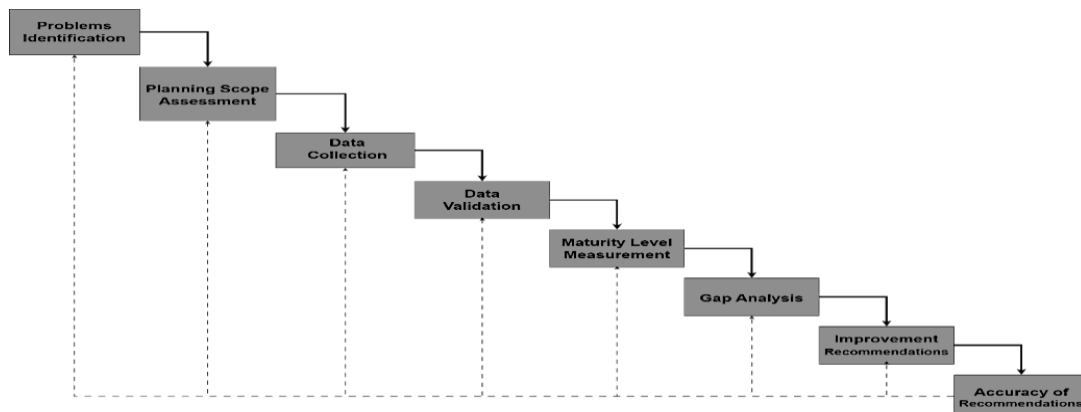 Problems
Identification
Planning Scope
Assessment
Data
Collection
Data
Validation
Maturity Level
Measurement
Gap Analysis
Improvement
Recommendations
Accuracy of
Recommendations